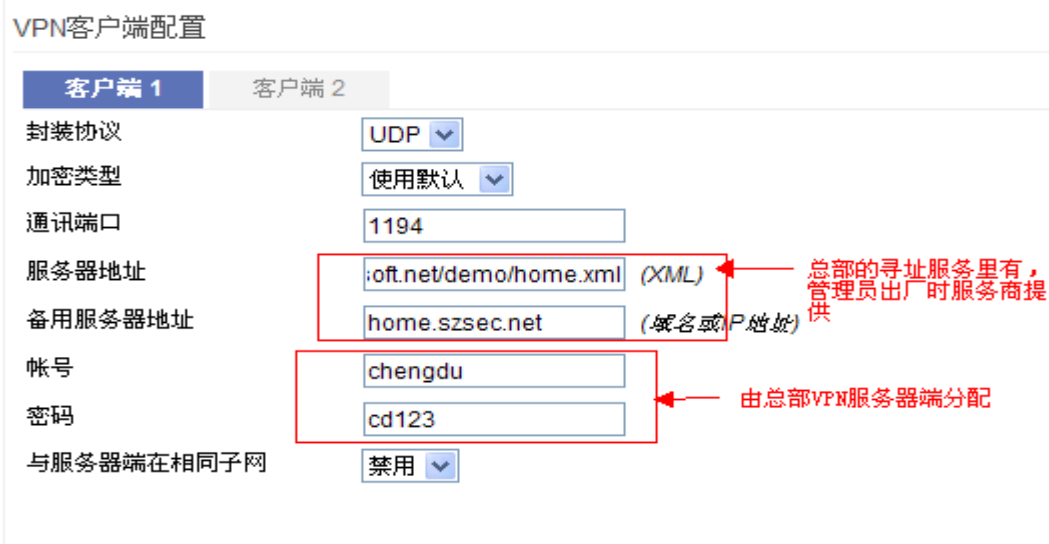 VPN客户端配置
客户端 1 客户端 2
封装协议 UDP
加密类型 使用默认
通讯端口 1194
服务器地址 soft.net/demo/home.xml (XML)
总部的寻址服务里有，
管理员出厂时服务商提
供
备用服务器地址 home.szsec.net (域名或IP地址)
帐号 chengdu
由总部VPN服务器端分配
密码 cd123
与服务器端在相同子网 禁用